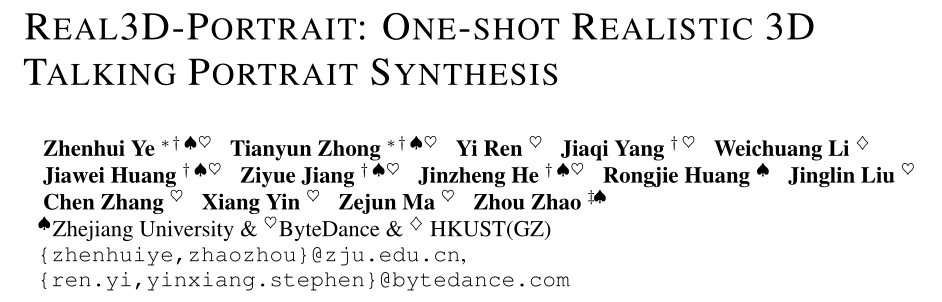 REAL3D-PORTRAIT: ONE-SHOT REALISTIC 3D
TALKING PORTRAIT SYNTHESIS
Zhenhui Ye *†♠♡ Tianyun Zhong *†♠♡ Yi Ren ♡ Jiaqi Yang †♡ Weichuang Li ♢
Jiawei Huang †♠♡ Ziyue Jiang †♠♡ Jinzheng He †♠♡ Rongjie Huang ♠ Jinglin Liu ♡
Chen Zhang ♡ Xiang Yin ♡ Zejun Ma ♡ Zhou Zhao ‡♠
♠Zhejiang University & ♡ByteDance & ♢ HKUST(GZ)
{zhenhuiye,zhaozhou}@zju.edu.cn,
{ren.yi,yinxiang.stephen}@bytedance.com